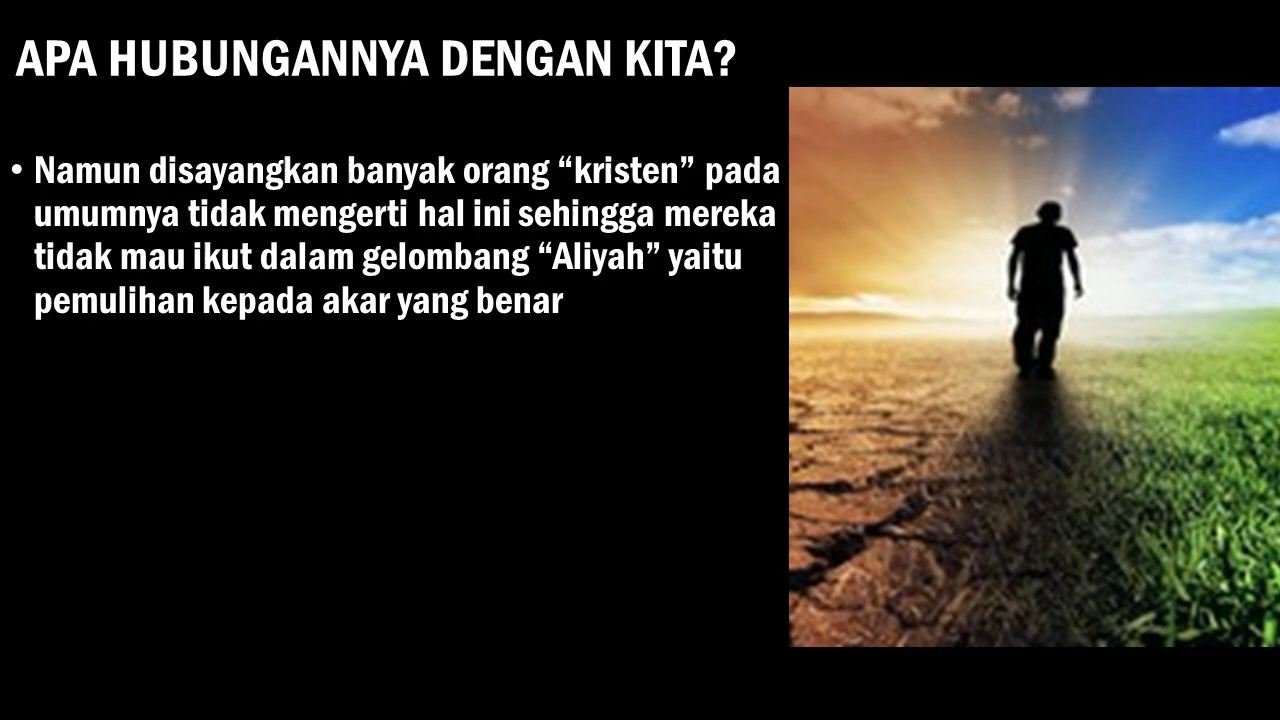 APA HUBUNGANNYA DENGAN KITA?
• Namun disayangkan banyak orang “kristen” pada
umumnya tidak mengerti hal ini sehingga mereka
tidak mau ikut dalam gelombang “Aliyah” yaitu
pemulihan kepada akar yang benar